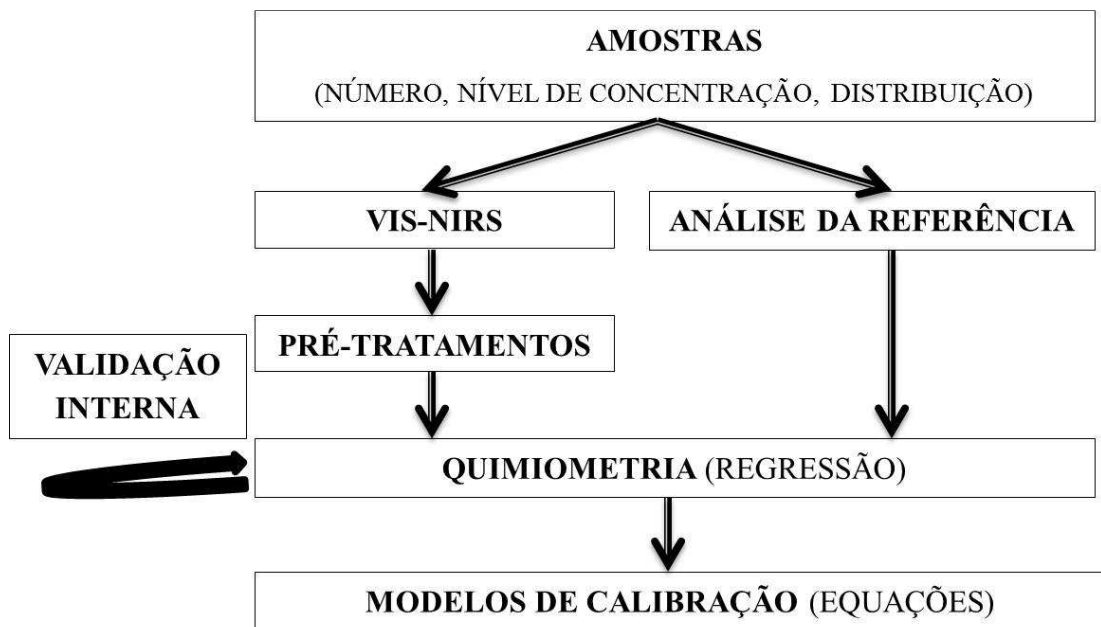 AMOSTRAS
(NÚMERO, NÍVEL DE CONCENTRAÇÃO, DISTRIBUIÇÃO)
VIS-NIRS
ANÁLISE DA REFERÊNCIA
PRÉ-TRATAMENTOS
VALIDAÇÃO
INTERNA
QUIMIOMETRIA (REGRESSÃO)
MODELOS DE CALIBRAÇÃO (EQUAÇÕES)